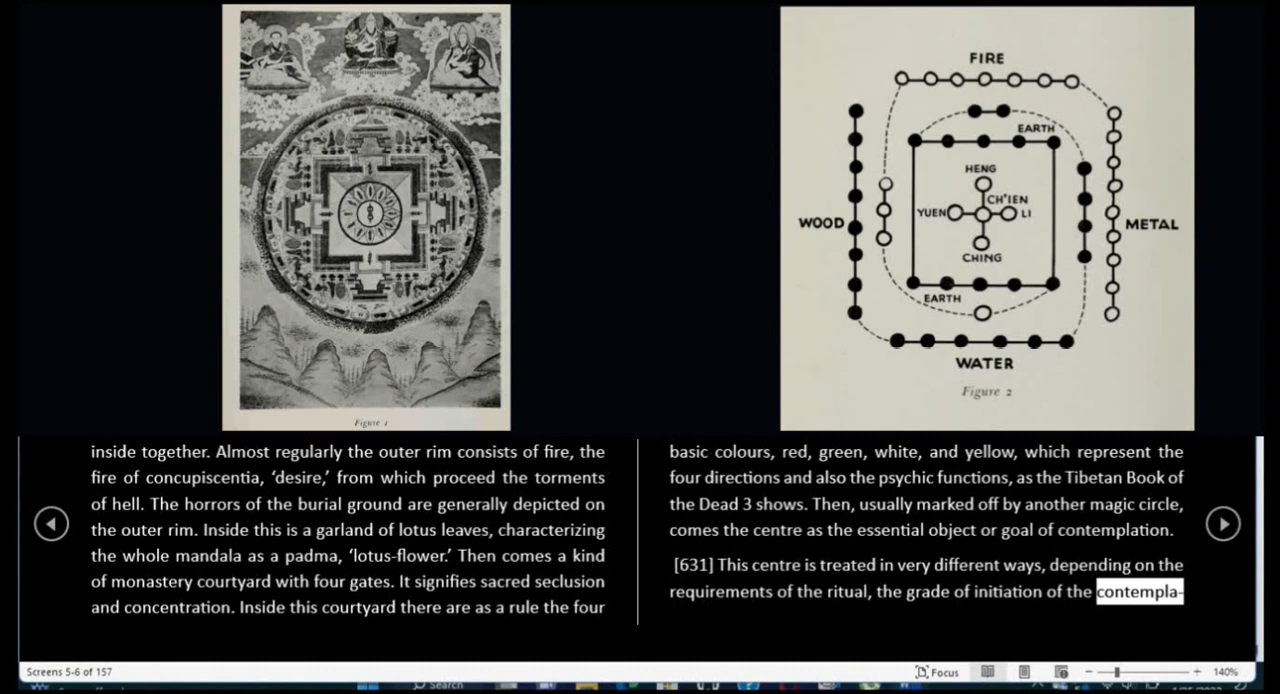 FIRE
EARTH
HENG
CH'IEN
YUEN
LI
WOOD
METAL
CHING
EARTH
WATER
Figure 2
Figure 1
inside together. Almost regularly the outer rim consists of fire, the
fire of concupiscentia, ‘desire,’ from which proceed the torments
of hell. The horrors of the burial ground are generally depicted on
the outer rim. Inside this is a garland of lotus leaves, characterizing
the whole mandala as a padma, ‘lotus-flower.’ Then comes a kind
of monastery courtyard with four gates. It signifies sacred seclusion
and concentration. Inside this courtyard there are as a rule the four
basic colours, red, green, white, and yellow, which represent the
four directions and also the psychic functions, as the Tibetan Book of
the Dead 3 shows. Then, usually marked off by another magic circle,
comes the centre as the essential object or goal of contemplation.
[631] This centre is treated in very different ways, depending on the
requirements of the ritual, the grade of initiation of the contempla-
Screens 5-6 of 157
Focus
140%
Search